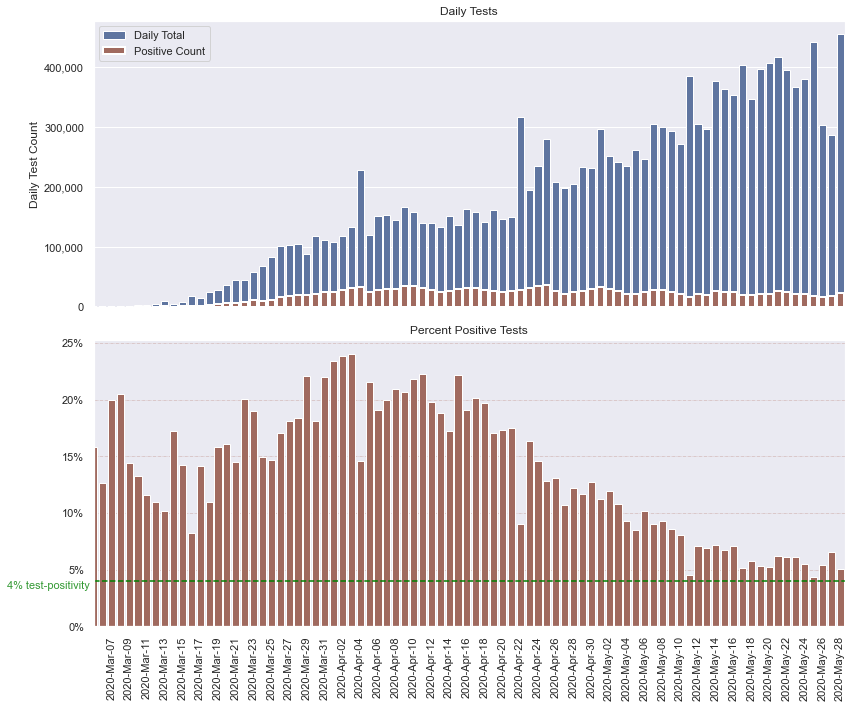 Daily Tests
Daily Total
Positive Count
Daily Test Count
400,000
300,000
200,000
100,000
0
Percent Positive Tests
25%
20%
15%
10%
5%
4% test-positivity
0%
2020-Mar-07
2020-Mar-09
2020-Mar-11
2020-Mar-13
2020-Mar-15
2020-Mar-17
2020-Mar-19
2020-Mar-21
2020-Mar-23
2020-Mar-25
2020-Mar-27
2020-Mar-29
2020-Mar-31
2020-Apr-02
2020-Apr-04
2020-Apr-06
2020-Apr-08
2020-Apr-10
2020-Apr-12
2020-Apr-14
2020-Apr-16
2020-Apr-18
2020-Apr-20
2020-Apr-22
2020-Apr-24
2020-Apr-26
2020-Apr-28
2020-Apr-30
2020-May-02
2020-May-04
2020-May-06
2020-May-08
2020-May-10
2020-May-12
2020-May-14
2020-May-16
2020-May-18
2020-May-20
2020-May-22
2020-May-24
2020-May-26
2020-May-28